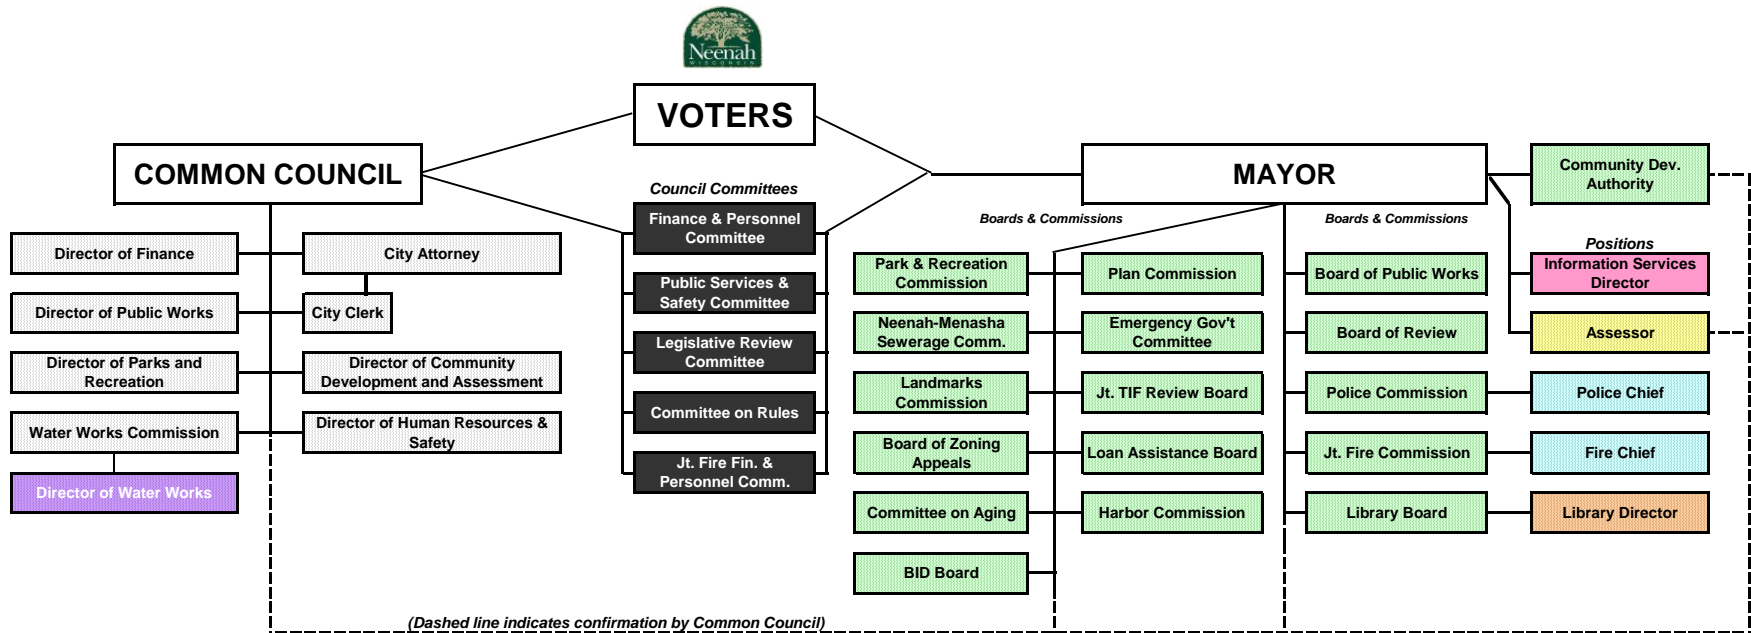 Neenah
WISCONSIN
VOTERS
COMMON COUNCIL
MAYOR
Community Dev.
Authority
Council Committees
Finance & Personnel
Committee
Public Services &
Safety Committee
Legislative Review
Committee
Committee on Rules
Jt. Fire Fin. &
Personnel Comm.
Director of Finance
City Attorney
Director of Public Works
City Clerk
Director of Parks and
Recreation
Director of Community
Development and Assessment
Water Works Commission
Director of Human Resources &
Safety
Director of Water Works
Boards & Commissions
Park & Recreation
Commission
Plan Commission
Neenah-Menasha
Sewerage Comm.
Emergency Gov't
Committee
Landmarks
Commission
Jt. TIF Review Board
Board of Zoning
Appeals
Loan Assistance Board
Committee on Aging
Harbor Commission
BID Board
Boards & Commissions
Board of Public Works
Board of Review
Police Commission
Jt. Fire Commission
Library Board
Positions
Information Services
Director
Assessor
Police Chief
Fire Chief
Library Director
(Dashed line indicates confirmation by Common Council)